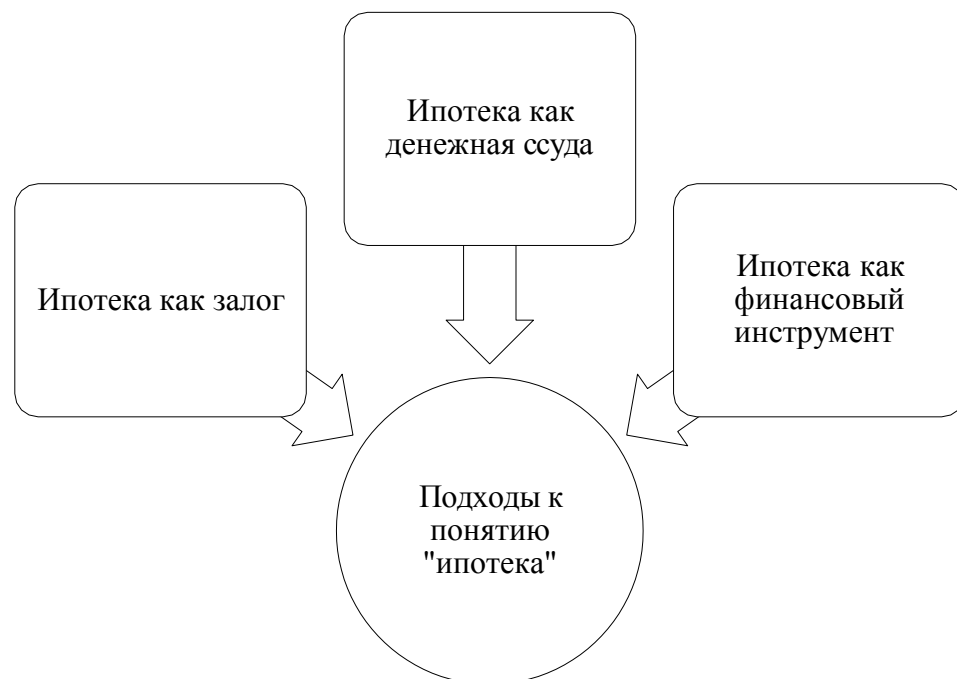 Ипотека как
денежная ссуда
Ипотека как залог
Ипотека как
финансовый
инструмент
Подходы к
понятию
"ипотека"